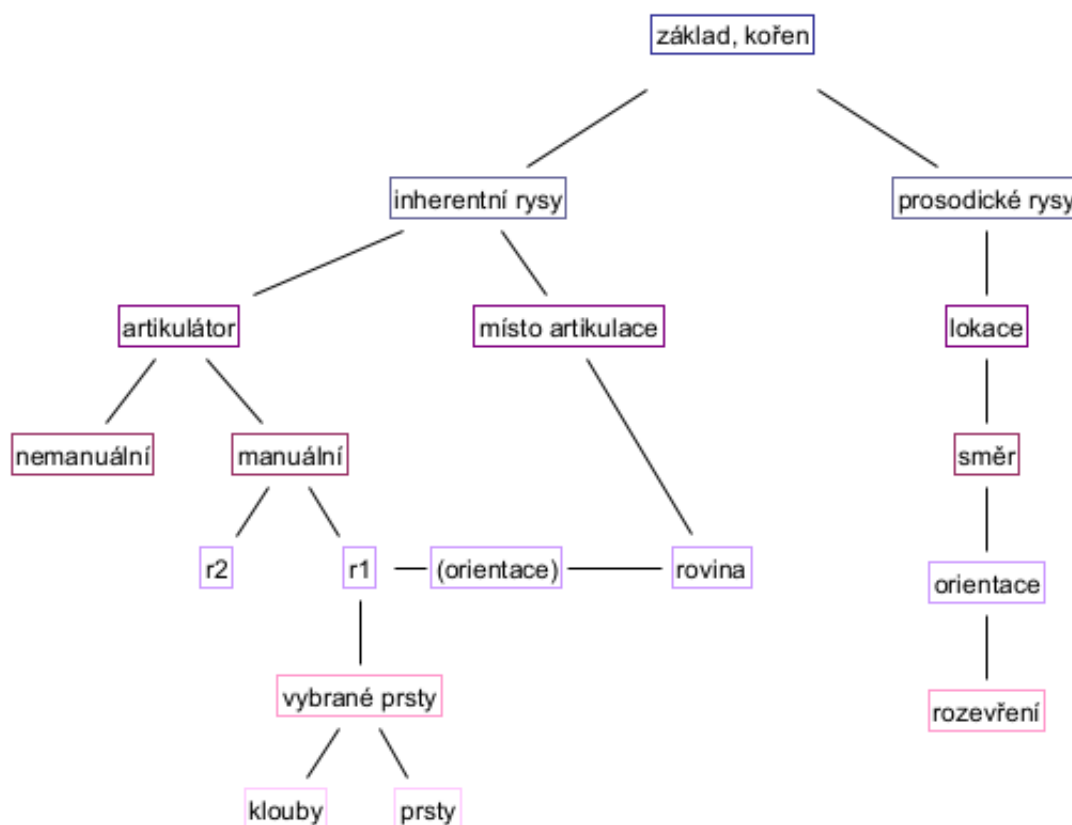 základ, kořen
inherentní rysy
prosodické rysy
artikulátor
místo artikulace
lokace
nemanuální
manuální
směr
r2
r1
(orientace)
rovina
orientace
vybrané prsty
rozevření
klouby
prsty